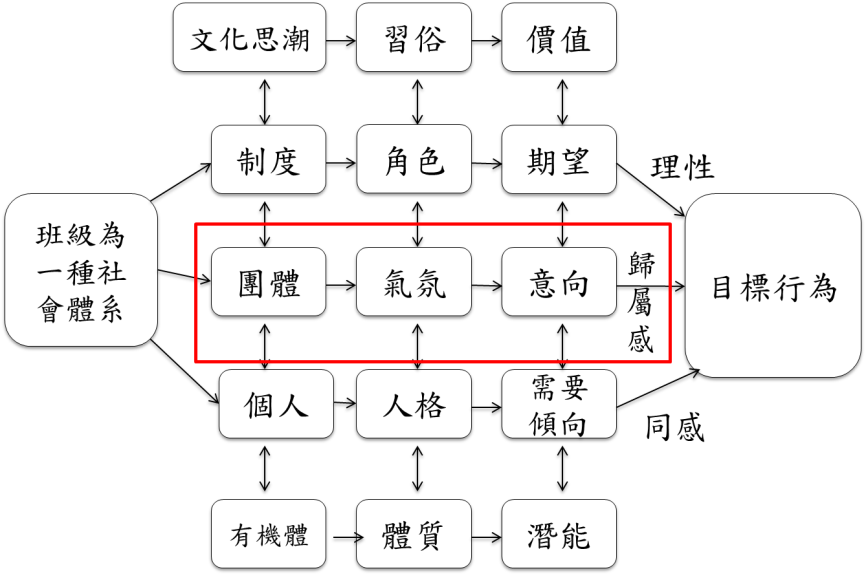 文化思潮
習俗
價值
制度
角色
期望
理性
班級為
一種社
會體系
團體
氣氛
意向
歸
屬
感
目標行為
個人
人格
需要
傾向
同感
有機體
體質
潛能